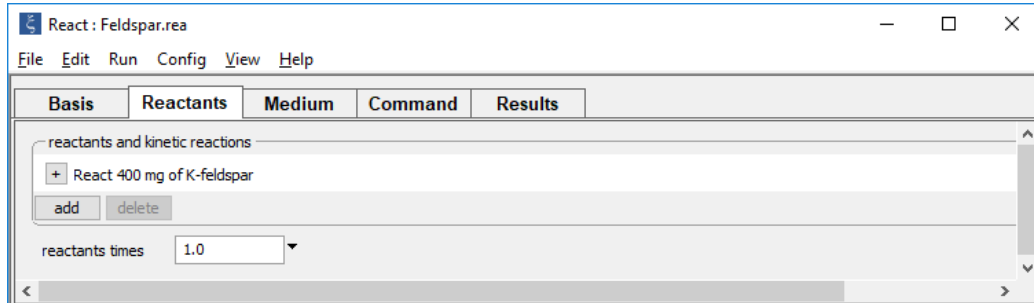 React : Feldspar.rea
File Edit Run Config View Help
Basis Reactants Medium Command Results
reactants and kinetic reactions
+ React 400 mg of K-feldspar
add delete
reactants times 1.0